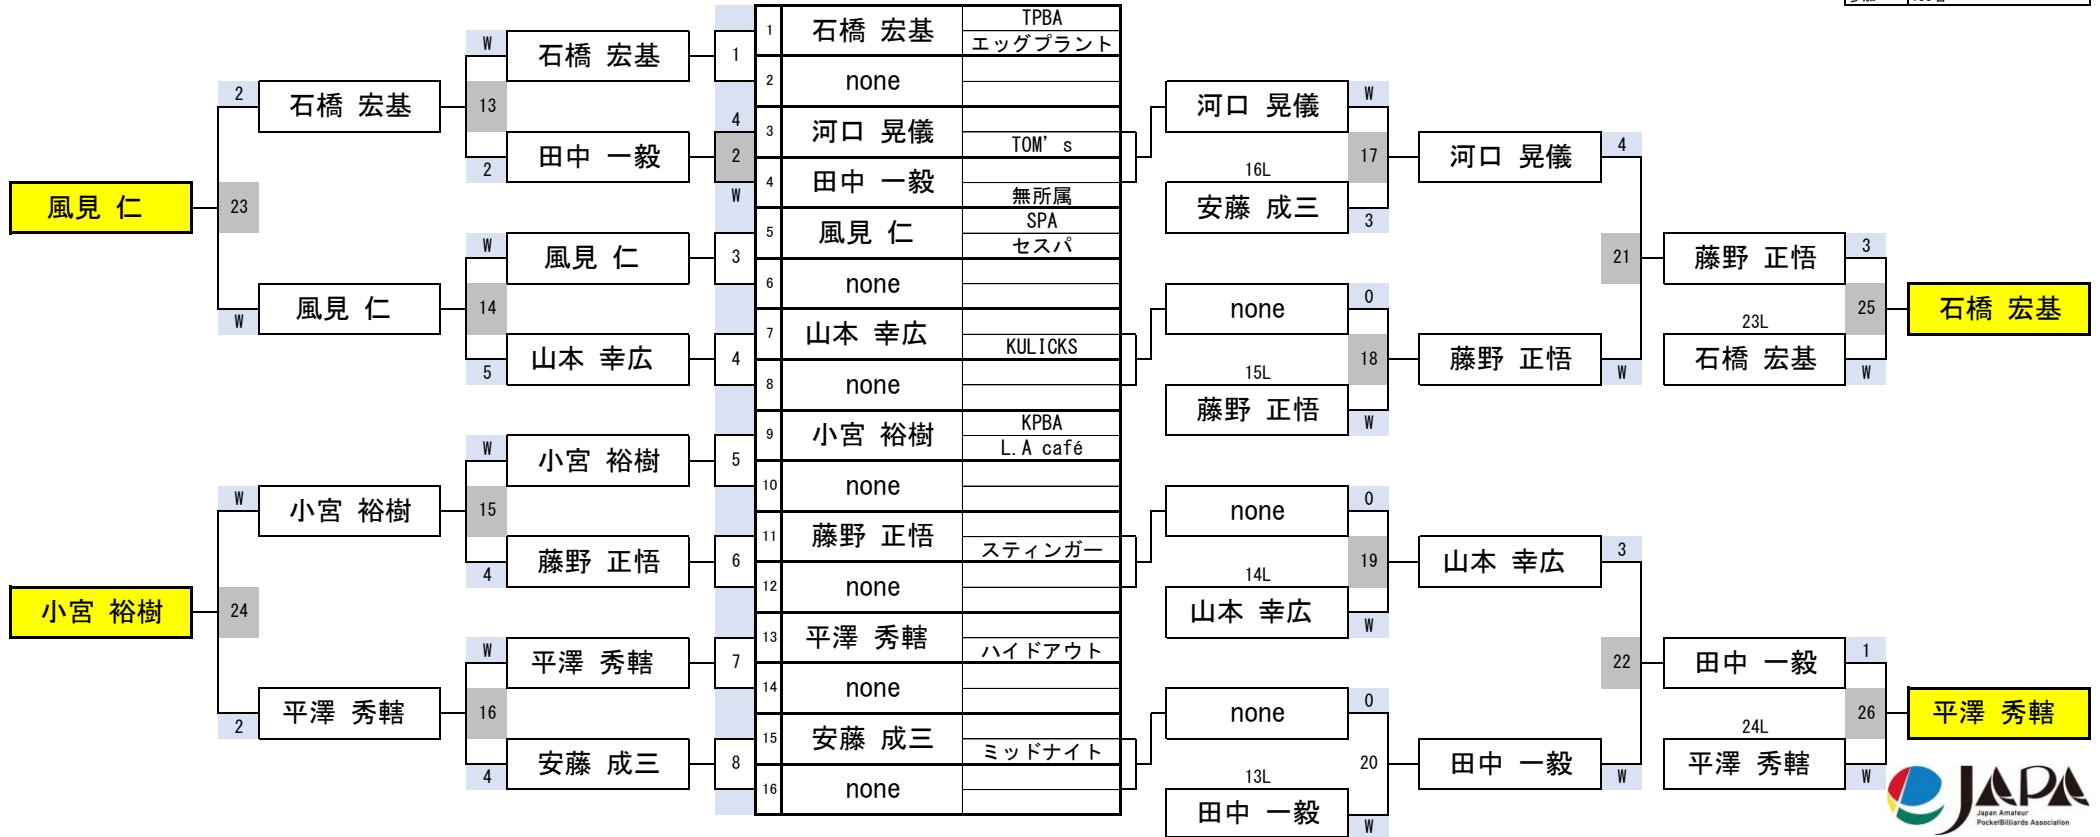 TPBA
1 石橋 宏基 エッグプラント
2 none
3 河口 晃儀 TOM's
4 田中 一毅 無所属
SPA
5 風見 仁 セスパ
6 none
7 山本 幸広 KULICKS
8 none
KPBA
9 小宮 裕樹 L.A café
10 none
11 藤野 正悟 スティンガー
12 none
13 平澤 秀轄 ハイドアウト
14 none
15 安藤 成三 ミッドナイト
16 none
W 石橋 宏基 1
13
4
2 田中 一毅 2
W
W 風見 仁 3
14
5 山本 幸広 4
W 小宮 裕樹 5
15
4 藤野 正悟 6
W 平澤 秀轄 7
16
4 安藤 成三 8
2 石橋 宏基
23
W 風見 仁
W 小宮 裕樹
24
2 平澤 秀轄
風見 仁
小宮 裕樹
河口 晃儀 W
17
16L
安藤 成三 3
none 0
18
15L
藤野 正悟 W
none 0
19
14L
山本 幸広 W
none 0
20
13L
田中 一毅 W
河口 晃儀 4
21
藤野 正悟 W
山本 幸広 3
22
田中 一毅 W
藤野 正悟 3
25
23L
石橋 宏基 W
田中 一毅 1
26
24L
平澤 秀轄 W
石橋 宏基
平澤 秀轄
JAPA
Japan Amateur
PocketBilliards Association